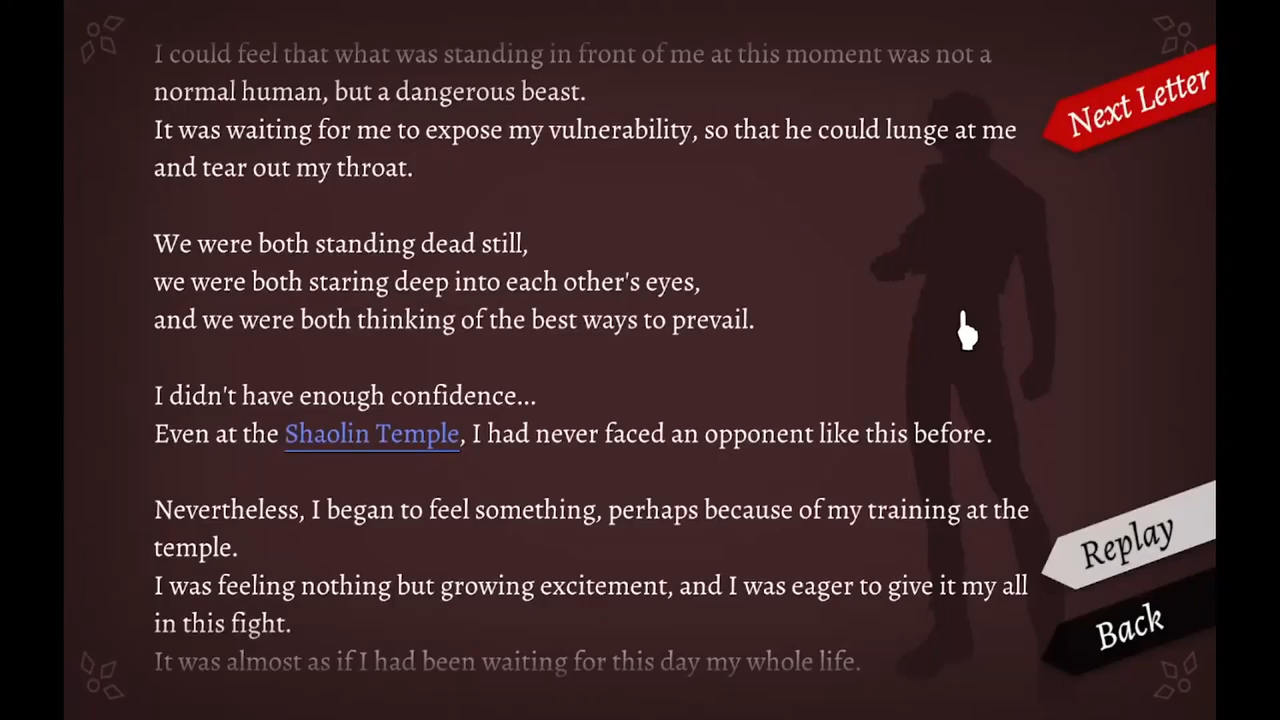 I could feel that what was standing in front of me at this moment was not a
normal human, but a dangerous beast.
It was waiting for me to expose my vulnerability, so that he could lunge at me
and tear out my throat.
We were both standing dead still,
we were both staring deep into each other's eyes,
and we were both thinking of the best ways to prevail.
I didn't have enough confidence...
Even at the Shaolin Temple, I had never faced an opponent like this before.
Nevertheless, I began to feel something, perhaps because of my training at the
temple.
I was feeling nothing but growing excitement, and I was eager to give it my all
in this fight.
It was almost as if I had been waiting for this day my whole life.
Next Letter
Replay
Back